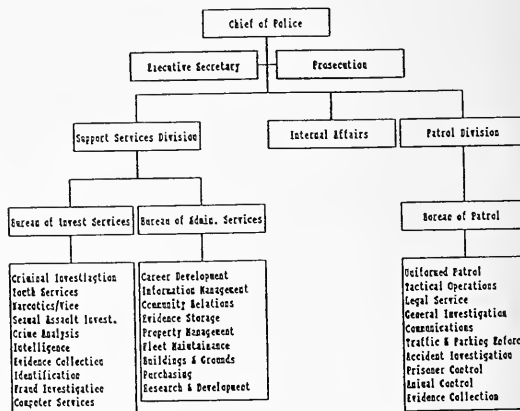 Chief of Police
Executive Secretary
Prosecution
Support Services Division
Internal Affairs
Patrol Division
Bureau of Invest Services
Bureau of Admin. Services
Bureau of Patrol
Criminal Investiagtion
Youth Services
Narcotics/Vice
Sexual Assault Invest.
Crime Analysis
Intelligence
Evidence Collection
Identification
Fraud Investigation
Computer Services
Career Development
Information Management
Community Relations
Evidence Storage
Property Management
Fleet Maintainance
Buildings & Grounds
Purchasing
Research & Development
Uniformed Patrol
Tactical Operations
Legal Service
General Investigation
Communications
Traffic & Parking Enforc
Accident Investigation
Prisoner Control
Animal Control
Evidence Collection